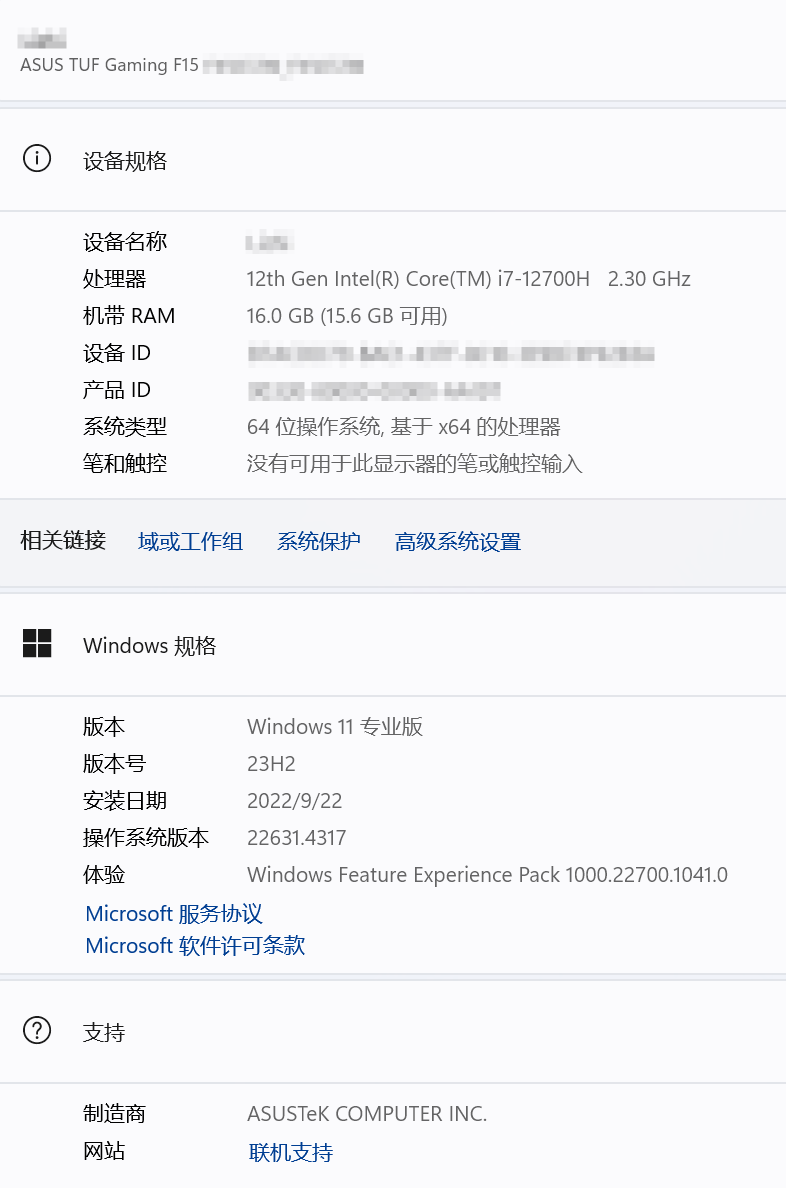 ASUS TUF Gaming F15
设备规格
设备名称
处理器 12th Gen Intel(R) Core(TM) i7-12700H 2.30 GHz
机带 RAM 16.0 GB (15.6 GB 可用)
设备 ID
产品 ID
系统类型 64 位操作系统, 基于 x64 的处理器
笔和触控 没有可用于此显示器的笔或触控输入
相关链接 域或工作组 系统保护 高级系统设置
Windows 规格
版本 Windows 11 专业版
版本号 23H2
安装日期 2022/9/22
操作系统版本 22631.4317
体验 Windows Feature Experience Pack 1000.22700.1041.0
Microsoft 服务协议
Microsoft 软件许可条款
支持
制造商 ASUSTeK COMPUTER INC.
网站 联机支持